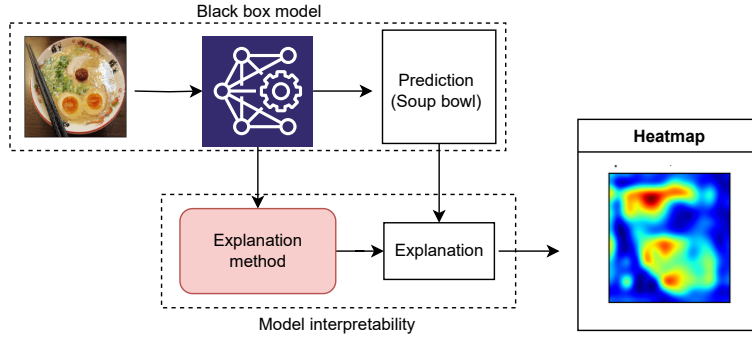 Black box model
Prediction
(Soup bowl)
Heatmap
Explanation
method
Explanation
Model interpretability